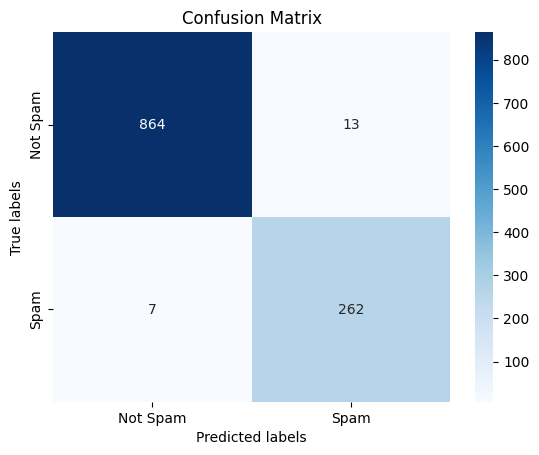 Confusion Matrix
True labels
Not Spam
864
13
Spam
7
262
Not Spam
Spam
Predicted labels
800
700
600
500
400
300
200
100